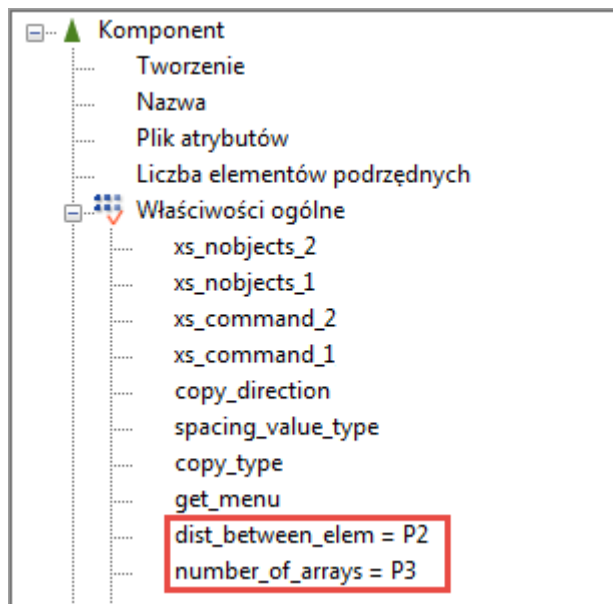 Komponent
Tworzenie
Nazwa
Plik atrybutów
Liczba elementów podrzędnych
Właściwości ogólne
xs_nobjects_2
xs_nobjects_1
xs_command_2
xs_command_1
copy_direction
spacing_value_type
copy_type
get_menu
dist_between_elem = P2
number_of_arrays = P3